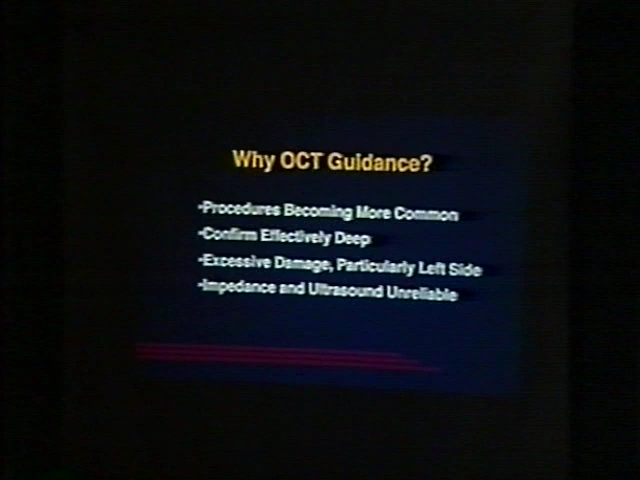 Why OCT Guidance?
•Procedures Becoming More Common
•Confirm Effectively Deep
•Excessive Damage, Particularly Left Side
•Impedance and Ultrasound Unreliable